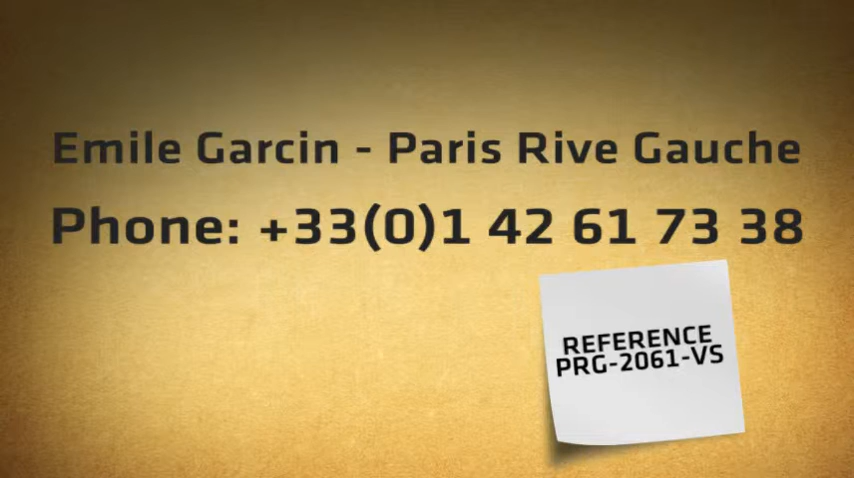 Emile Garcin - Paris Rive Gauche
Phone: +33(0)1 42 61 73 38
REFERENCE
PRG-2061-VS